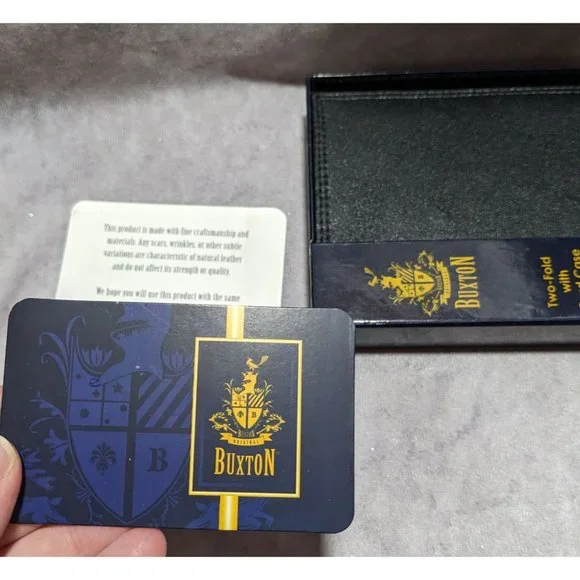 This product is made with fine craftsmanship and
materials. Any scars, wrinkles, or other subtle
variations are characteristic of natural leather
and do not affect its strength or quality.
We hope you will use this product with the same
BUXTON
Two-Fold
with
B
B
BUXTON
ORIGINAL
BUXTON